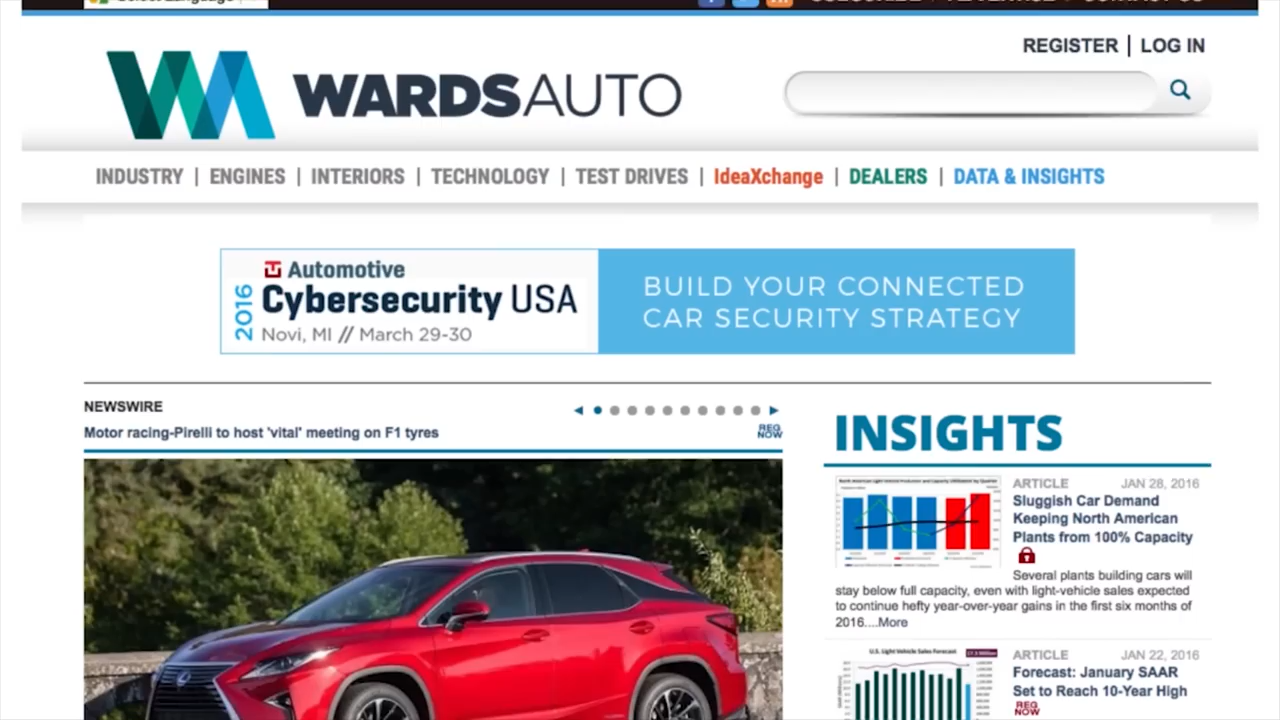 REGISTER | LOG IN
WARDSAUTO
INDUSTRY | ENGINES | INTERIORS | TECHNOLOGY | TEST DRIVES | IdeaXchange | DEALERS | DATA & INSIGHTS
2016
Automotive
Cybersecurity USA
Novi, MI // March 29-30
BUILD YOUR CONNECTED
CAR SECURITY STRATEGY
NEWSWIRE
Motor racing-Pirelli to host 'vital' meeting on F1 tyres
REG
NOW
INSIGHTS
ARTICLE JAN 28, 2016
Sluggish Car Demand
Keeping North American
Plants from 100% Capacity
Several plants building cars will
stay below full capacity, even with light-vehicle sales expected
to continue hefty year-over-year gains in the first six months of
2016....More
U.S. Light Vehicle Sales Forecast
ARTICLE JAN 22, 2016
Forecast: January SAAR
Set to Reach 10-Year High
REG
NOW